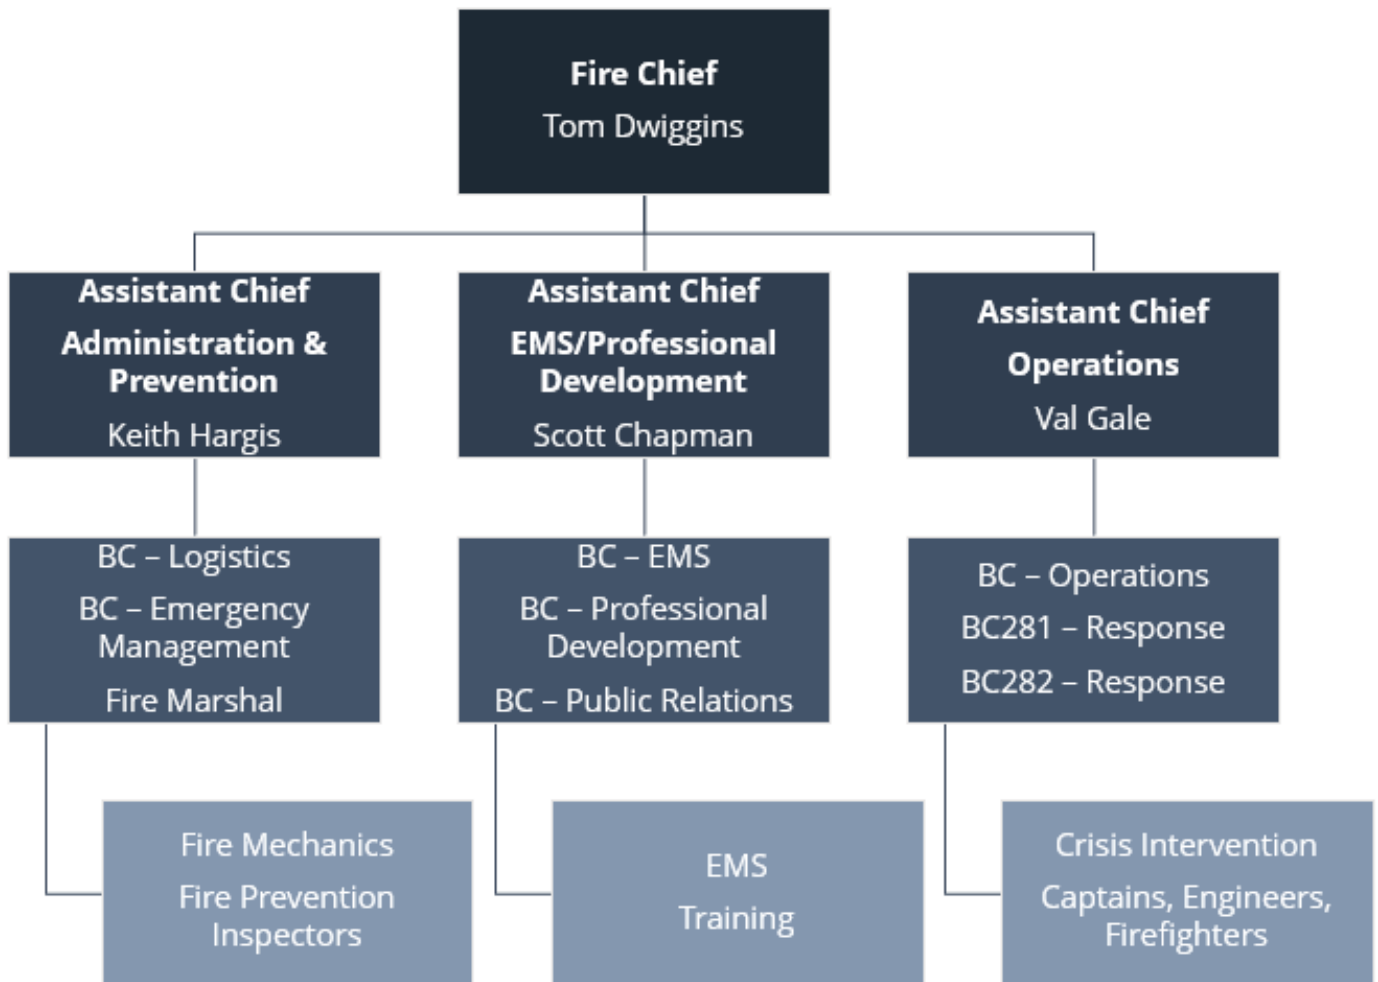 Fire Chief
Tom Dwiggins
Assistant Chief
Administration &
Prevention
Keith Hargis
Assistant Chief
EMS/Professional
Development
Scott Chapman
Assistant Chief
Operations
Val Gale
BC – Logistics
BC – Emergency
Management
Fire Marshal
BC – EMS
BC – Professional
Development
BC – Public Relations
BC – Operations
BC281 – Response
BC282 – Response
Fire Mechanics
Fire Prevention
Inspectors
EMS
Training
Crisis Intervention
Captains, Engineers,
Firefighters